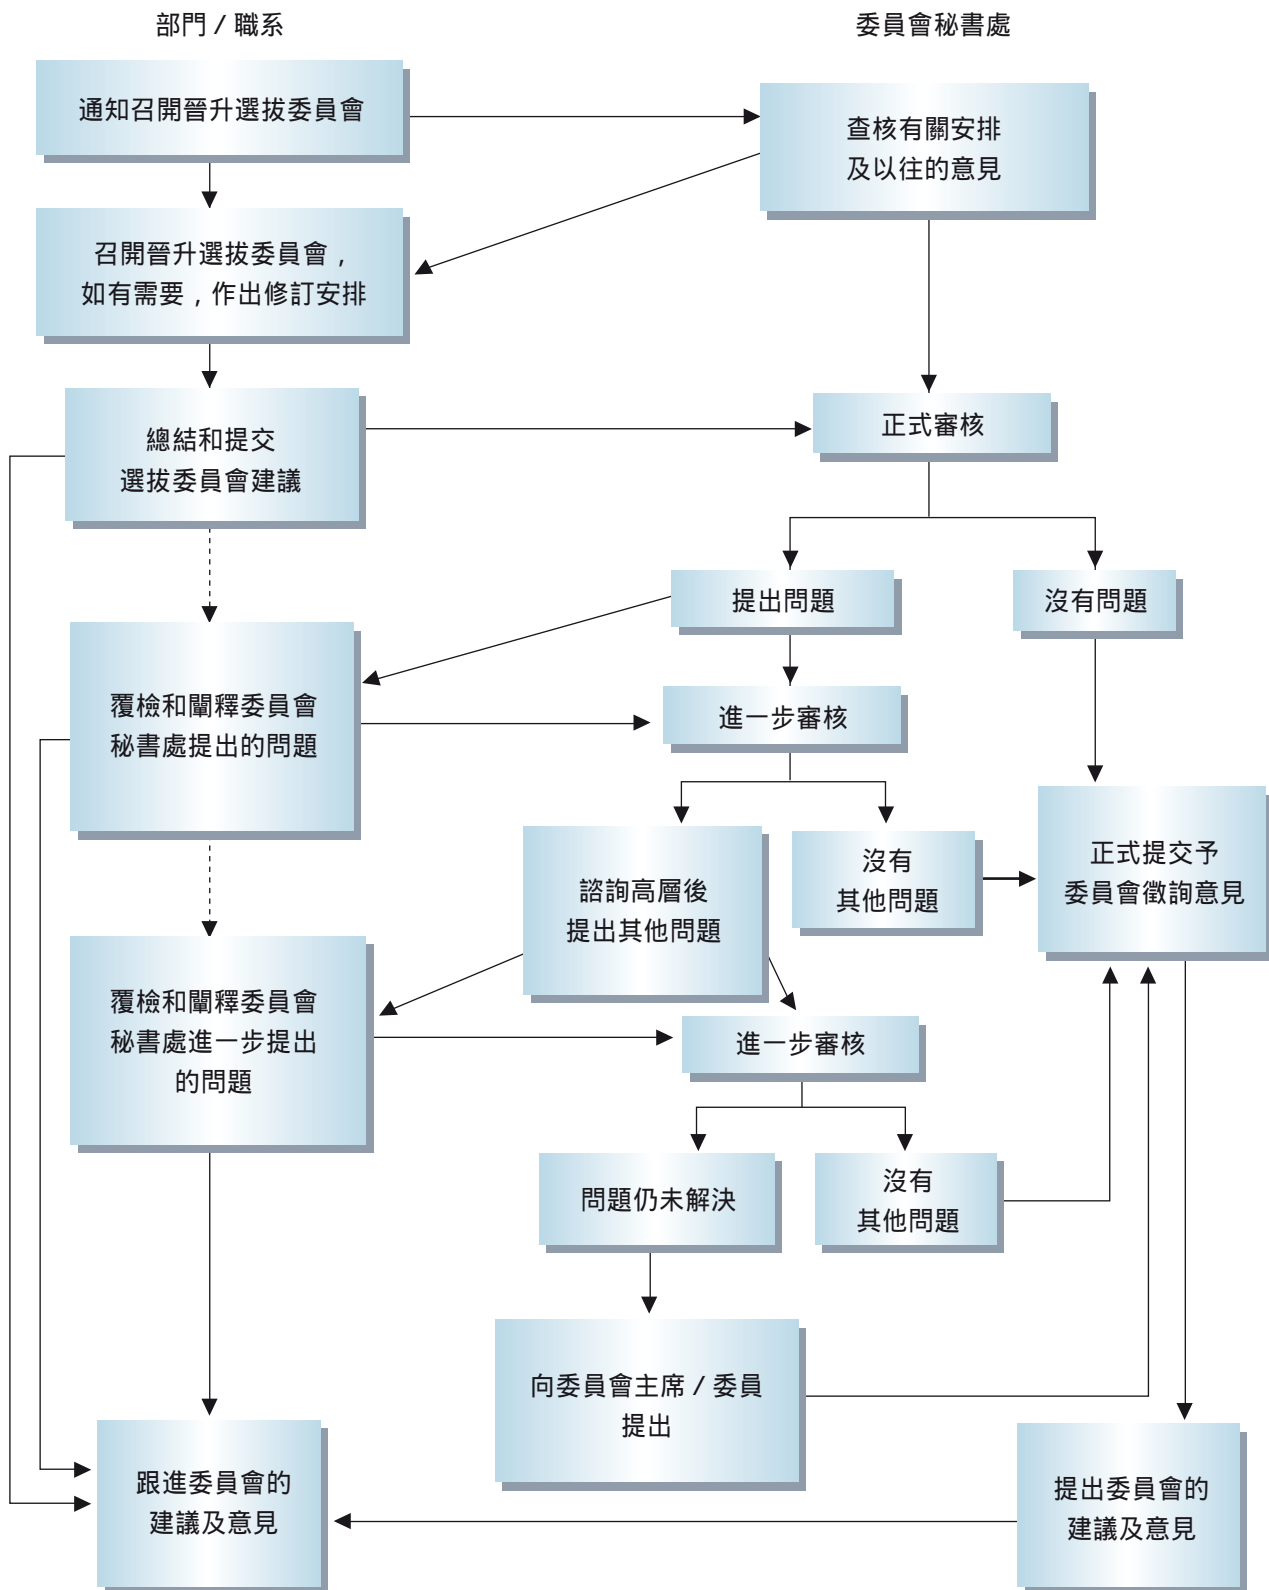 部門 / 職系
委員會秘書處
通知召開晉升選拔委員會
查核有關安排
及以往的意見
召開晉升選拔委員會，
如有需要，作出修訂安排
總結和提交
選拔委員會建議
正式審核
提出問題
沒有問題
覆檢和闡釋委員會
秘書處提出的問題
進一步審核
諮詢高層後
提出其他問題
沒有
其他問題
正式提交予
委員會徵詢意見
覆檢和闡釋委員會
秘書處進一步提出
的問題
進一步審核
問題仍未解決
沒有
其他問題
向委員會主席 / 委員
提出
跟進委員會的
建議及意見
提出委員會的
建議及意見